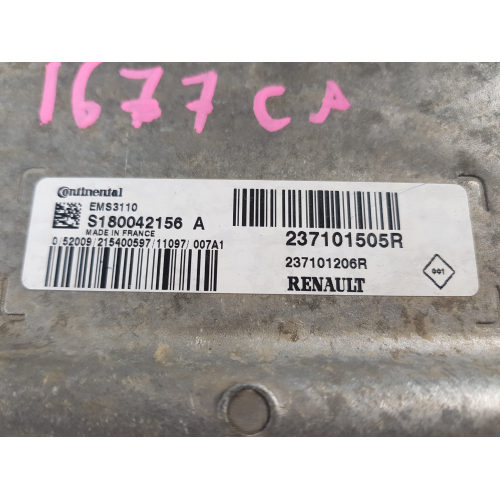 1677 CA
Continental
EMS3110
S180042156 A
MADE IN FRANCE
0/52009/215400597/11097/007A1
237101505R
237101206R
RENAULT
001